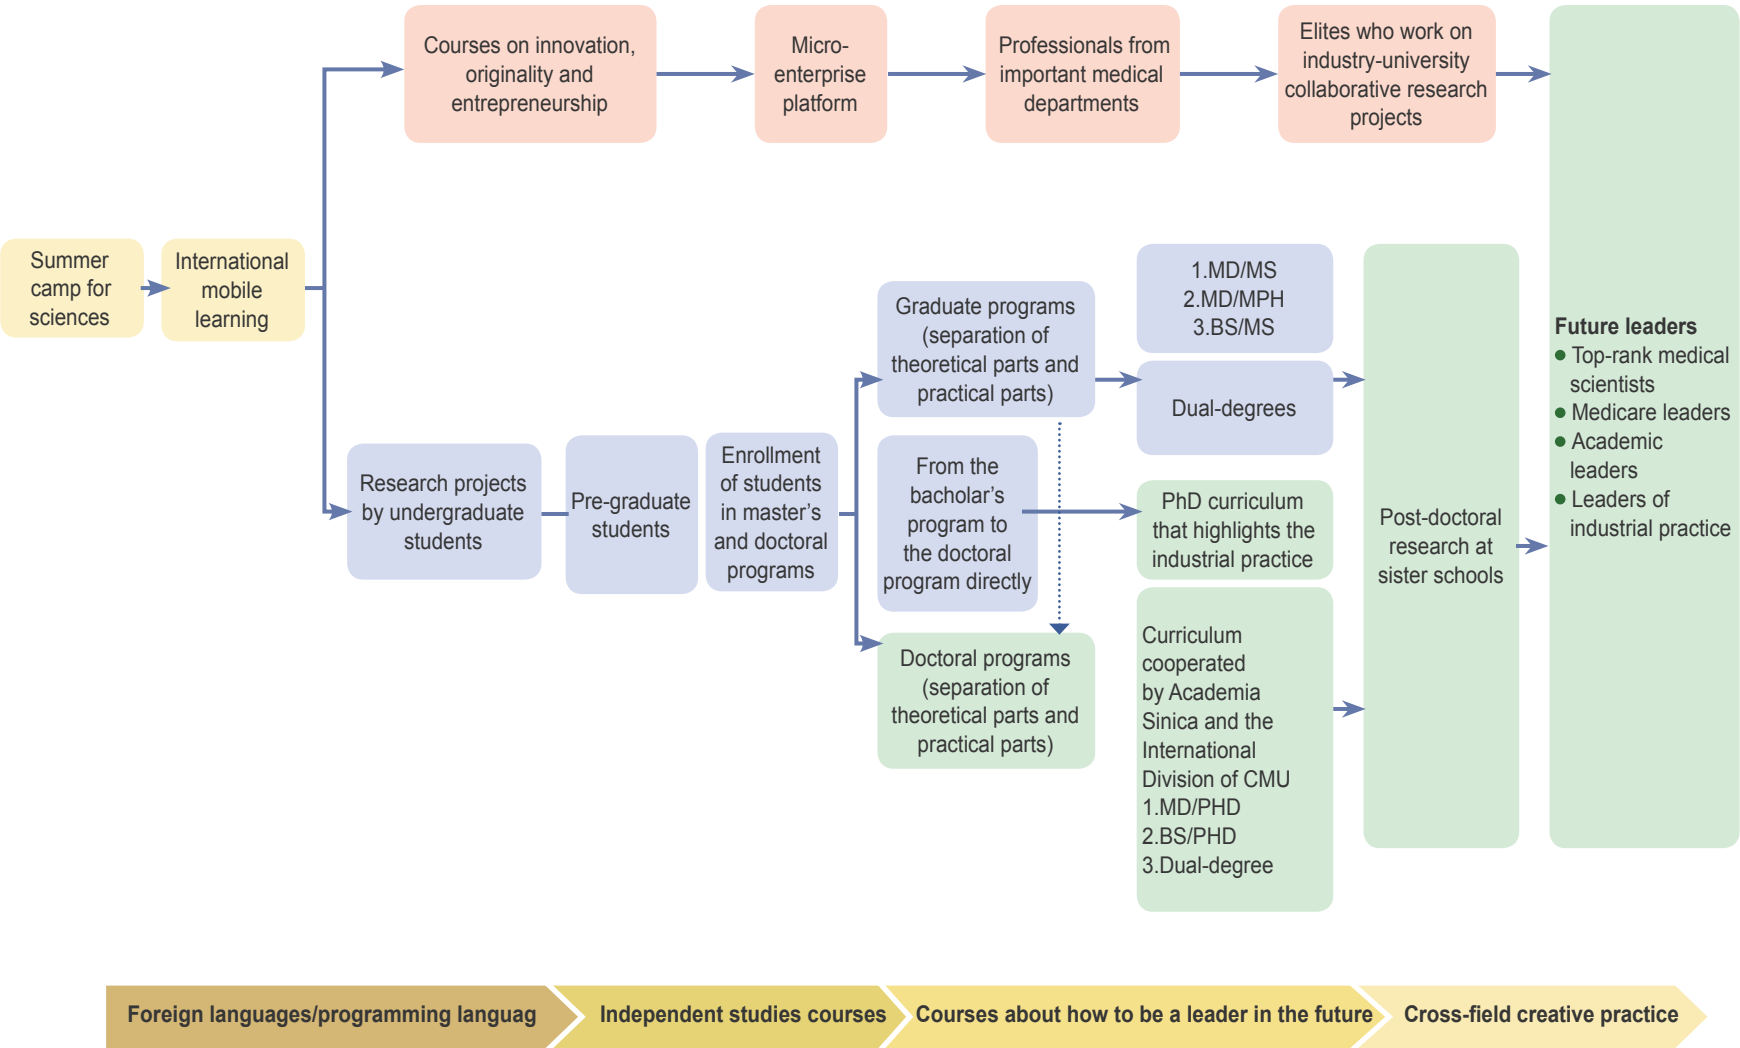 Courses on innovation,
originality and
entrepreneurship
Micro-
enterprise
platform
Professionals from
important medical
departments
Elites who work on
industry-university
collaborative research
projects
Summer
camp for
sciences
International
mobile
learning
Research projects
by undergraduate
students
Pre-graduate
students
Enrollment
of students
in master’s
and doctoral
programs
Graduate programs
(separation of
theoretical parts and
practical parts)
From the
bacholar’s
program to
the doctoral
program directly
Doctoral programs
(separation of
theoretical parts and
practical parts)
1.MD/MS
2.MD/MPH
3.BS/MS
Dual-degrees
PhD curriculum
that highlights the
industrial practice
Curriculum
cooperated
by Academia
Sinica and the
International
Division of CMU
1.MD/PHD
2.BS/PHD
3.Dual-degree
Post-doctoral
research at
sister schools
Future leaders
● Top-rank medical
scientists
● Medicare leaders
● Academic
leaders
● Leaders of
industrial practice
Foreign languages/programming languag
Independent studies courses
Courses about how to be a leader in the future
Cross-field creative practice